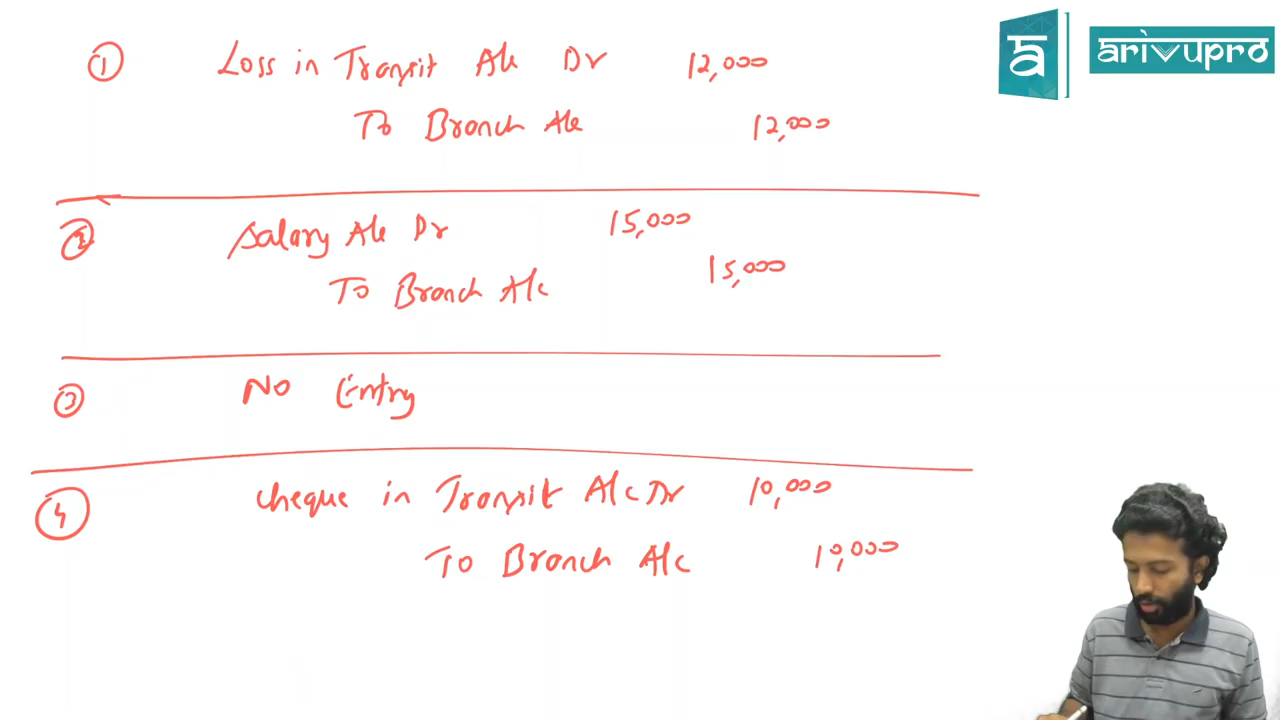 arivupro
① Loss in Transit A/c Dr 12,000
To Branch A/c 12,000
② Salary A/c Dr 15,000
To Branch A/c 15,000
③ No Entry
④ Cheque in Transit A/c Dr 10,000
To Branch A/c 10,000